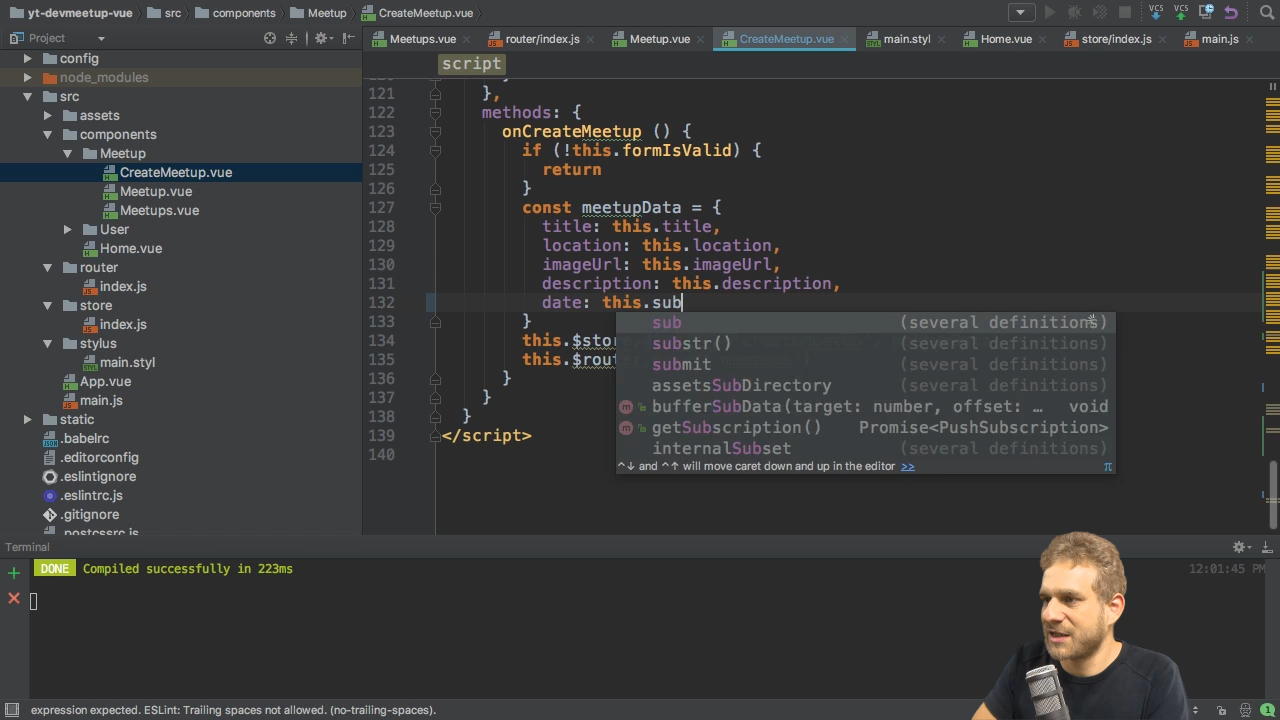 yt-devmeetup-vue src components Meetup CreateMeetup.vue
VCS VCS
Project
Meetups.vue router/index.js Meetup.vue CreateMeetup.vue main.styl Home.vue store/index.js main.js
script
config
node_modules
src
assets
components
Meetup
CreateMeetup.vue
Meetup.vue
Meetups.vue
User
Home.vue
router
index.js
store
index.js
stylus
main.styl
App.vue
main.js
static
.babelrc
.editorconfig
.eslintignore
.eslintrc.js
.gitignore
.postcssrc.js
121 },
122 methods: {
123 onCreateMeetup () {
124 if (!this.formIsValid) {
125 return
126 }
127 const meetupData = {
128 title: this.title,
129 location: this.location,
130 imageUrl: this.imageUrl,
131 description: this.description,
132 date: this.sub
133 }
134 this.$stor
135 this.$rout
136 }
137 }
138 }
139 </script>
140
sub (several definitions)
substr() (several definitions)
submit (several definitions)
assetsSubDirectory (several definitions)
m bufferSubData(target: number, offset: … void
m getSubscription() Promise<PushSubscription>
internalSubset (several definitions)
^↓ and ^↑ will move caret down and up in the editor >> π
Terminal
DONE Compiled successfully in 223ms 12:01:45 PM
expression expected. ESLint: Trailing spaces not allowed. (no-trailing-spaces). 1